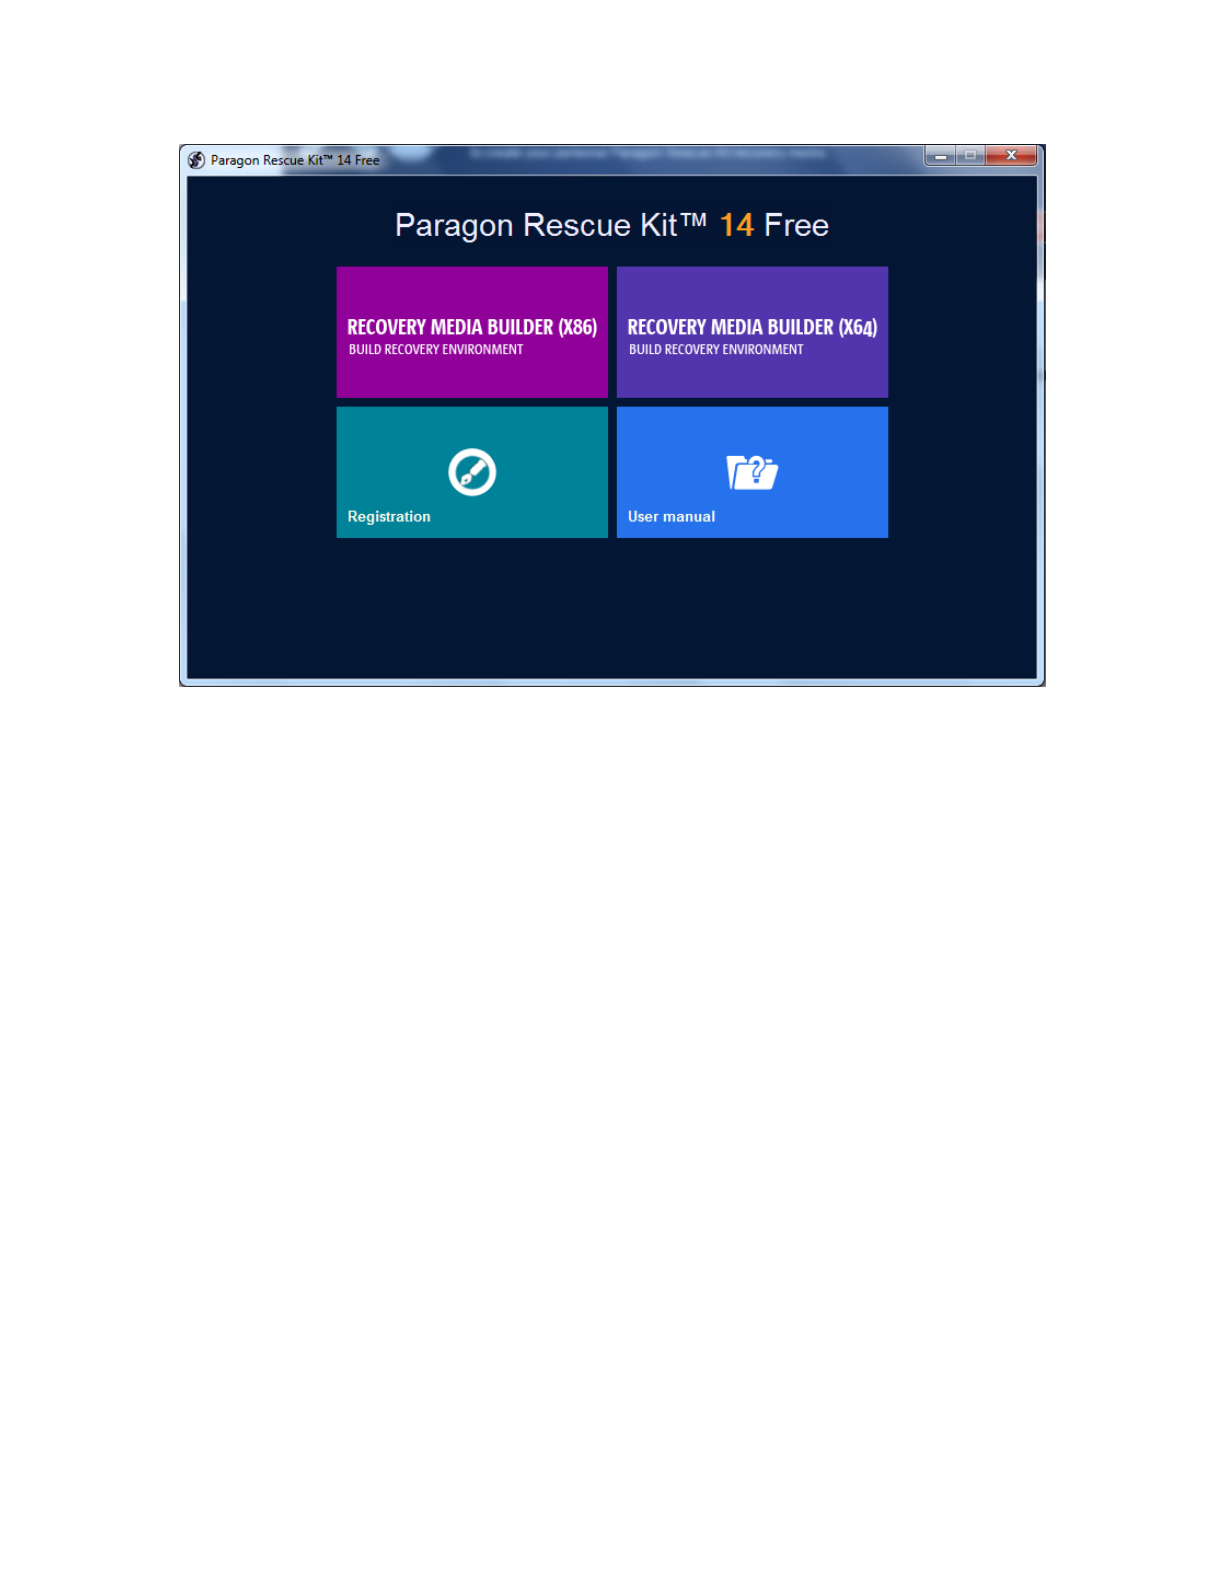 Paragon Rescue Kit™ 14 Free
Paragon Rescue Kit™ 14 Free
RECOVERY MEDIA BUILDER (X86)
BUILD RECOVERY ENVIRONMENT
RECOVERY MEDIA BUILDER (X64)
BUILD RECOVERY ENVIRONMENT
Registration
User manual